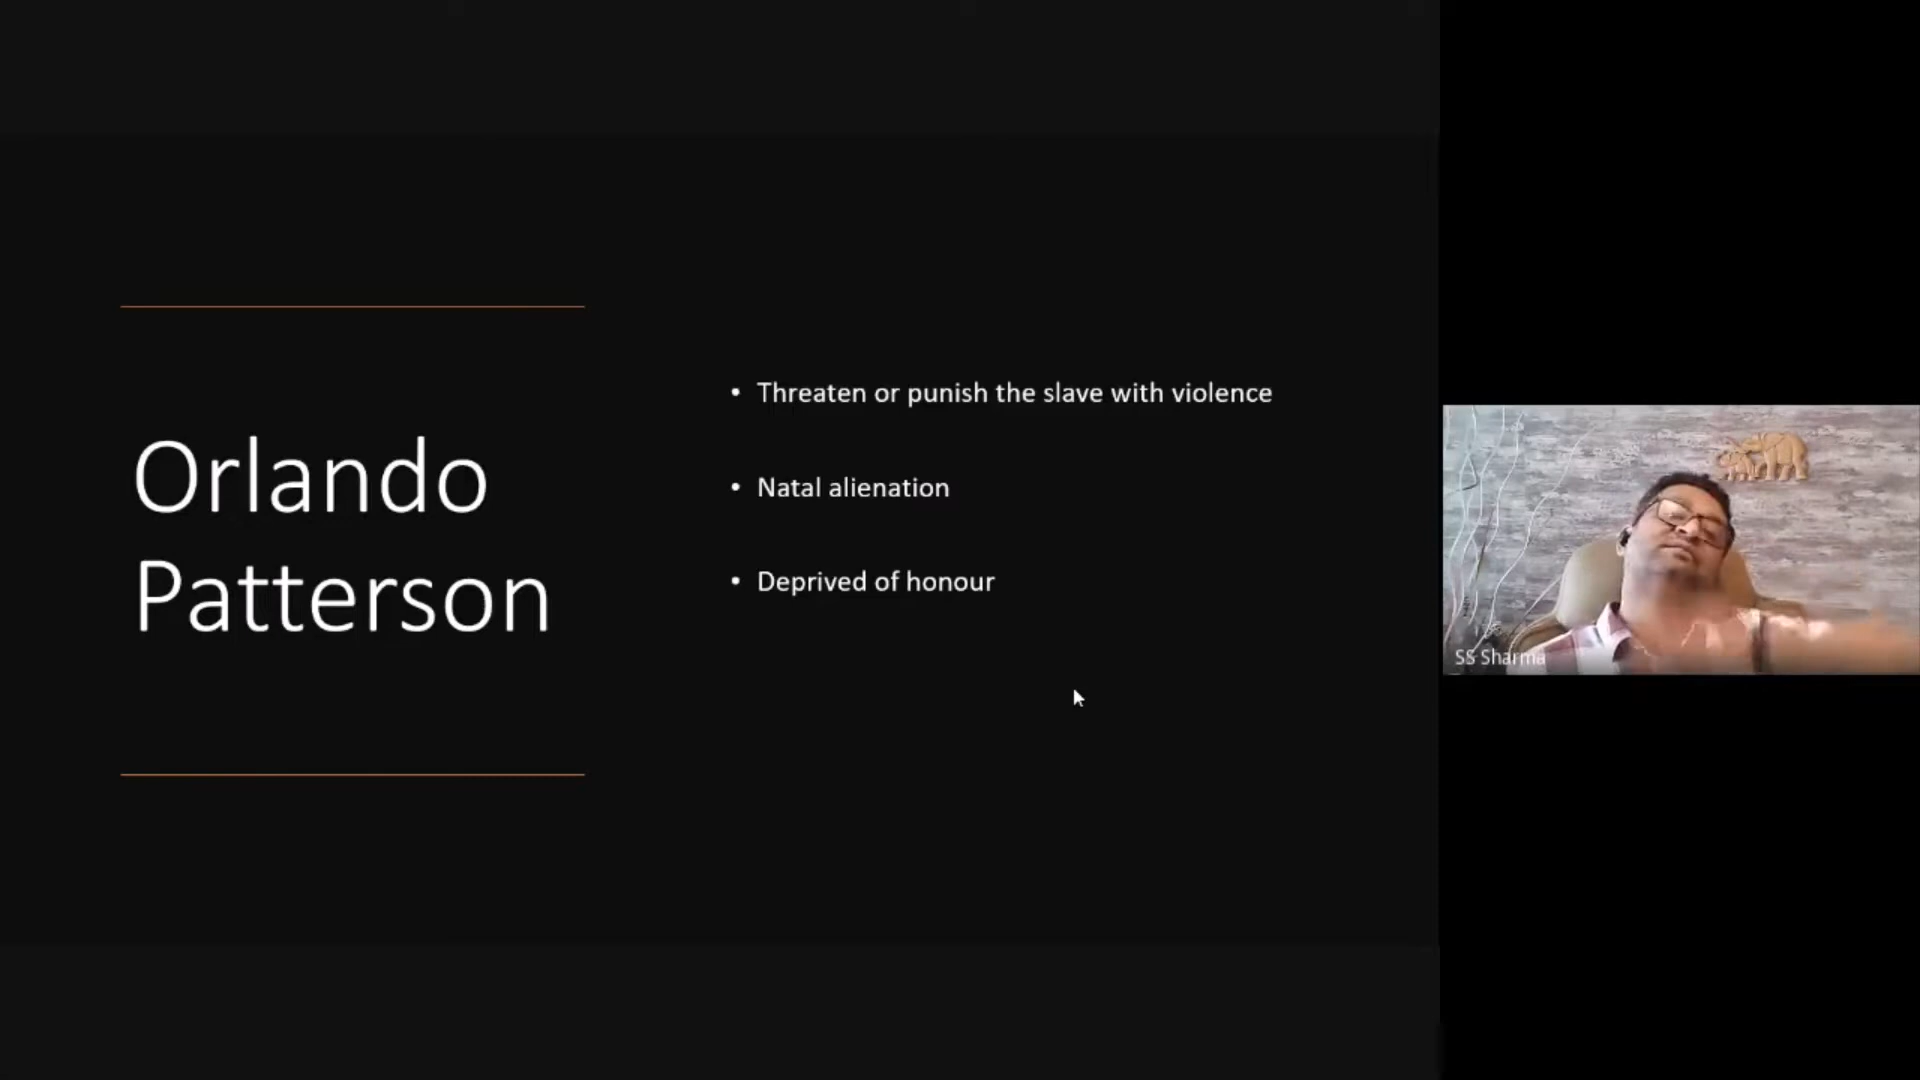 Orlando
Patterson
• Threaten or punish the slave with violence
• Natal alienation
• Deprived of honour
SS Sharma